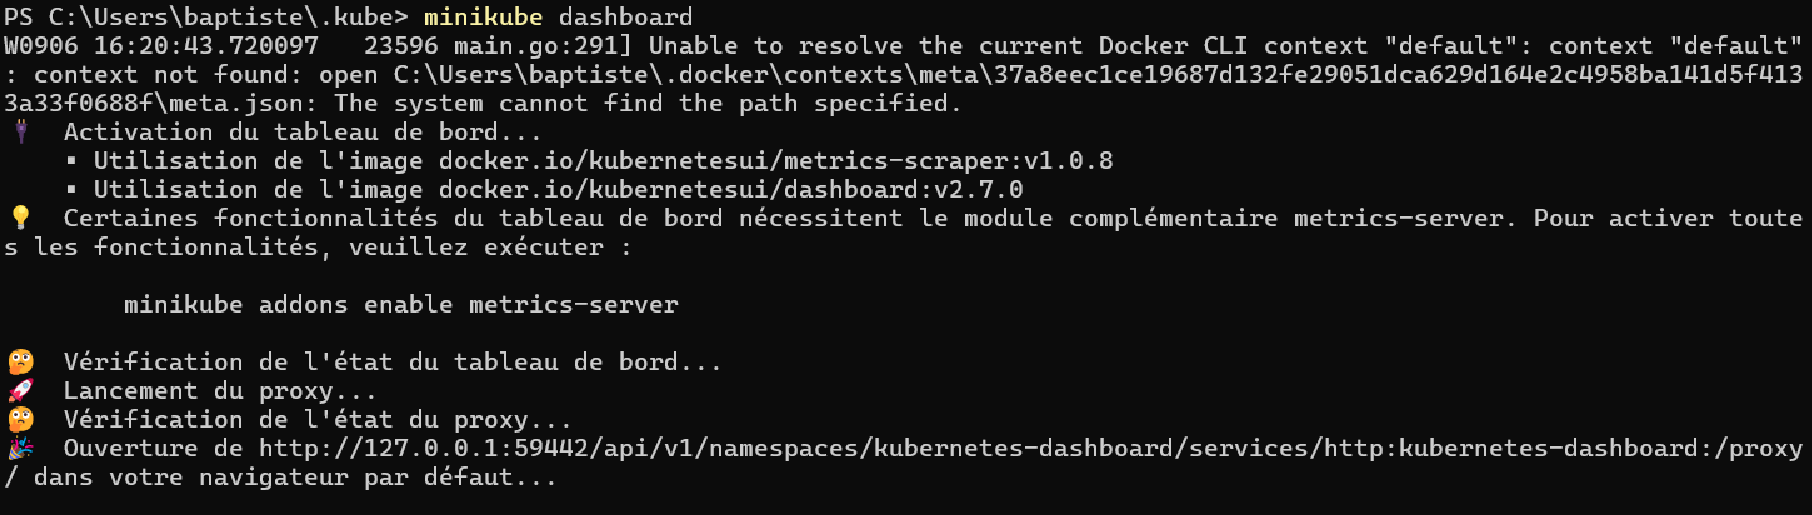 PS C:\Users\baptiste\.kube> minikube dashboard
W0906 16:20:43.720097   23596 main.go:291] Unable to resolve the current Docker CLI context "default": context "default"
: context not found: open C:\Users\baptiste\.docker\contexts\meta\37a8eec1ce19687d132fe29051dca629d164e2c4958ba141d5f413
3a33f0688f\meta.json: The system cannot find the path specified.
Activation du tableau de bord...
▪ Utilisation de l'image docker.io/kubernetesui/metrics-scraper:v1.0.8
▪ Utilisation de l'image docker.io/kubernetesui/dashboard:v2.7.0
Certaines fonctionnalités du tableau de bord nécessitent le module complémentaire metrics-server. Pour activer toute
s les fonctionnalités, veuillez exécuter :
minikube addons enable metrics-server
Vérification de l'état du tableau de bord...
Lancement du proxy...
Vérification de l'état du proxy...
Ouverture de http://127.0.0.1:59442/api/v1/namespaces/kubernetes-dashboard/services/http:kubernetes-dashboard:/proxy
/ dans votre navigateur par défaut...